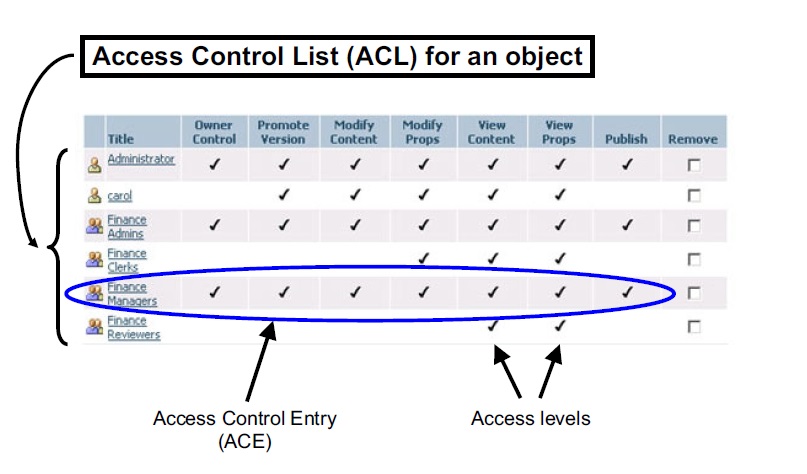 Access Control List (ACL) for an object
Title Owner Control Promote Version Modify Content Modify Props View Content View Props Publish Remove
Administrator ✓ ✓ ✓ ✓ ✓ ✓ ✓
carol ✓ ✓ ✓ ✓ ✓
Finance Admins ✓ ✓ ✓ ✓ ✓ ✓ ✓
Finance Clerks ✓ ✓ ✓
Finance Managers ✓ ✓ ✓ ✓ ✓ ✓ ✓
Finance Reviewers ✓ ✓
Access Control Entry
(ACE)
Access levels